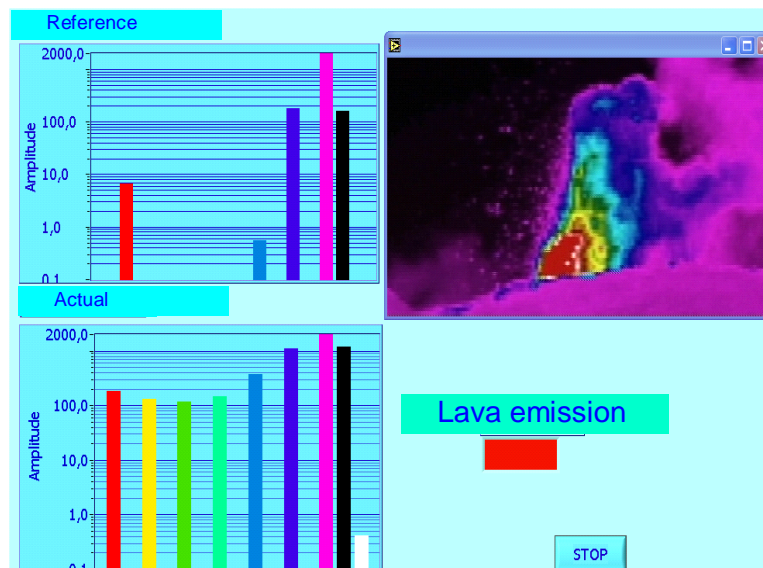 Reference
2000,0
100,0
10,0
1,0
0.1
Amplitude
Actual
2000,0
100,0
10,0
1,0
0.1
Amplitude
Lava emission
STOP